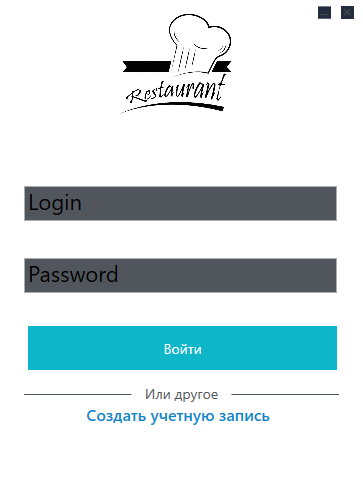 Restaurant
Login
Password
Войти
Или другое
Создать учетную запись